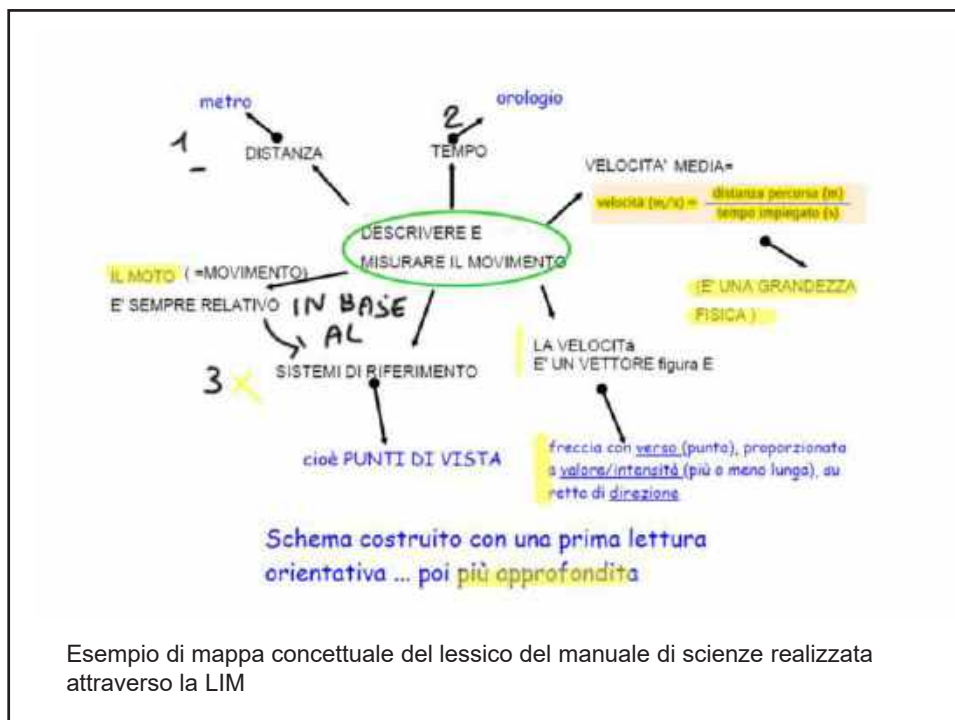 metro
orologio
1
DISTANZA
2
TEMPO
VELOCITA' MEDIA=
velocità (m/s) = distanza percorsa (m)
tempo impiegato (s)
DESCRIVERE E
MISURARE IL MOVIMENTO
IL MOTO ( =MOVIMENTO)
E' SEMPRE RELATIVO IN BASE
AL
(E' UNA GRANDEZZA
FISICA )
LA VELOCITà
E' UN VETTORE figura E
3 SISTEMI DI RIFERIMENTO
cioè PUNTI DI VISTA
freccia con verso (punta), proporzionata
a valore/intensità (più o meno lunga), su
retta di direzione
Schema costruito con una prima lettura
orientativa ... poi più approfondita
Esempio di mappa concettuale del lessico del manuale di scienze realizzata
attraverso la LIM